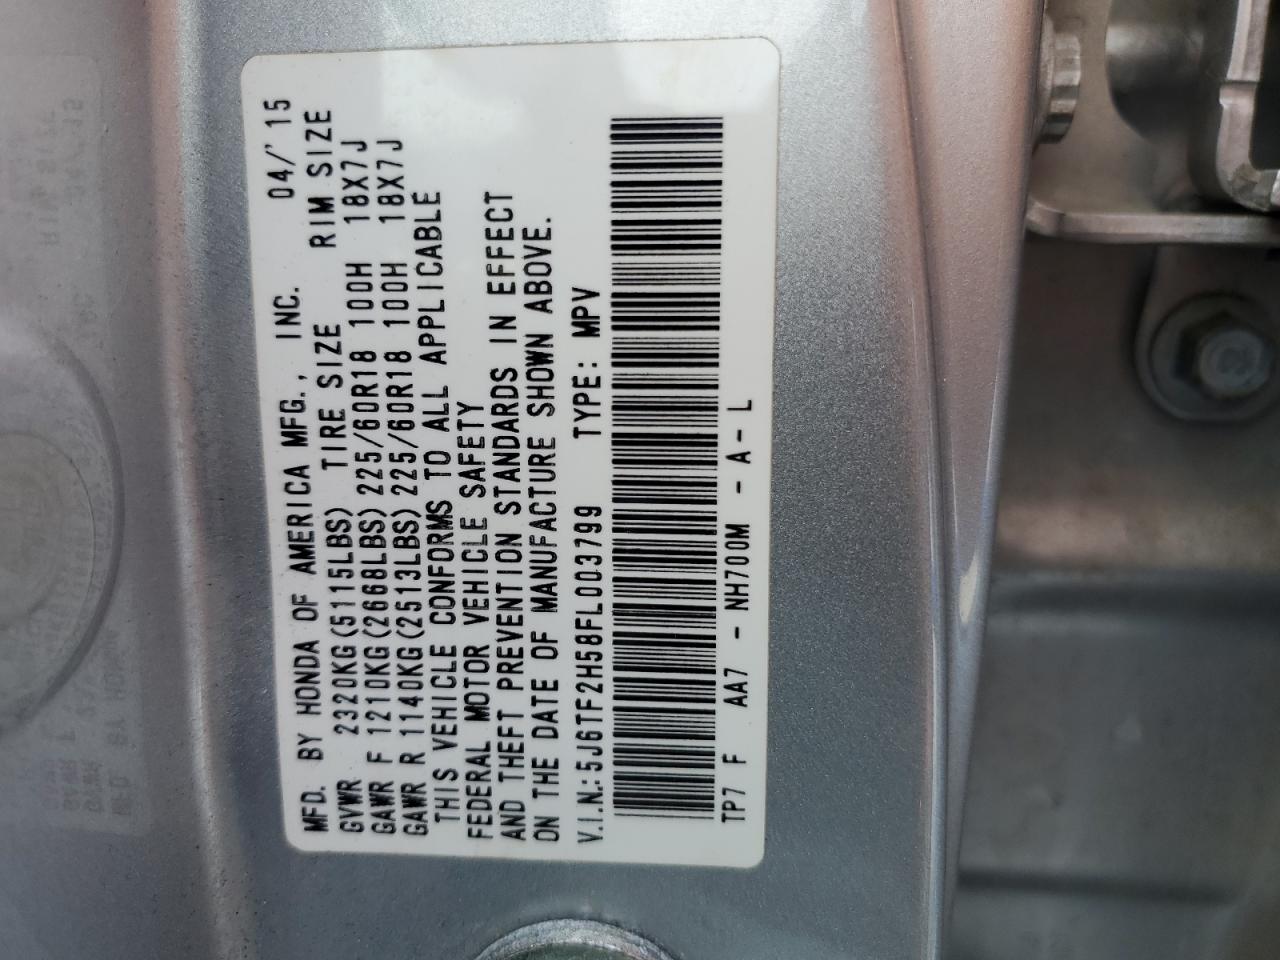 MFD. BY HONDA OF AMERICA MFG., INC. 04/'15
GVWR 2320KG(5115LBS) TIRE SIZE RIM SIZE
GAWR F 1210KG(2668LBS)225/60R18 100H 18X7J
GAWR R 1140KG(2513LBS)225/60R18 100H 18X7J
THIS VEHICLE CONFORMS TO ALL APPLICABLE
FEDERAL MOTOR VEHICLE SAFETY
AND THEFT PREVENTION STANDARDS IN EFFECT
ON THE DATE OF MANUFACTURE SHOWN ABOVE.
V.I.N.:5J6TF2H58FL003799 TYPE: MPV
TP7 F AA7 - NH700M - A-L